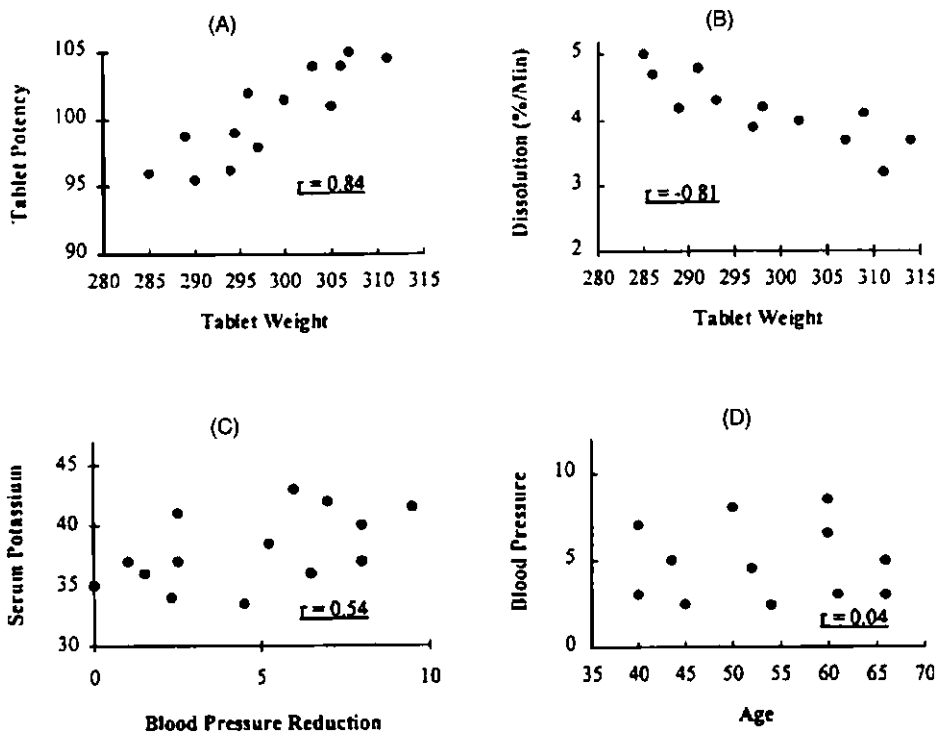 (A)
Tablet Potency
105
100
95
90
r = 0.84
280 285 290 295 300 305 310 315
Tablet Weight
(B)
Dissolution (%/Min)
5
4
3
2
r = -0.81
280 285 290 295 300 305 310 315
Tablet Weight
(C)
Serum Potassium
45
40
35
30
r = 0.54
0 5 10
Blood Pressure Reduction
(D)
Blood Pressure
10
5
0
r = 0.04
35 40 45 50 55 60 65 70
Age